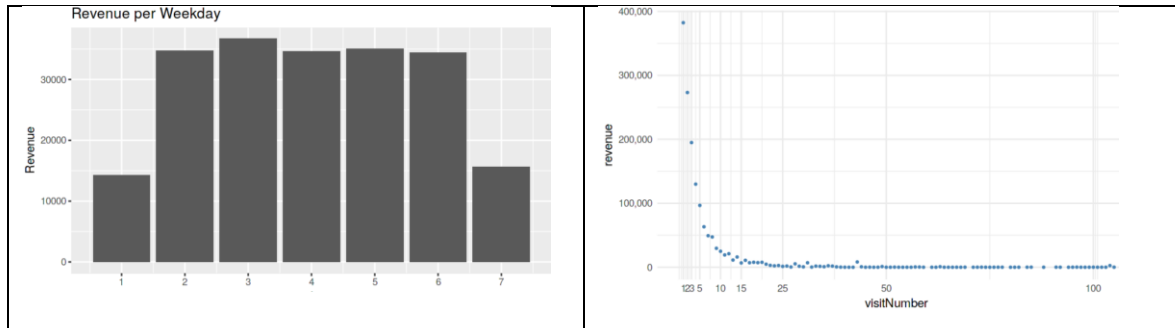 Revenue per Weekday
30000
20000
10000
0
Revenue
1 2 3 4 5 6 7
400,000
300,000
200,000
100,000
0
revenue
1 2 3 5 10 15 25 50 100
visitNumber